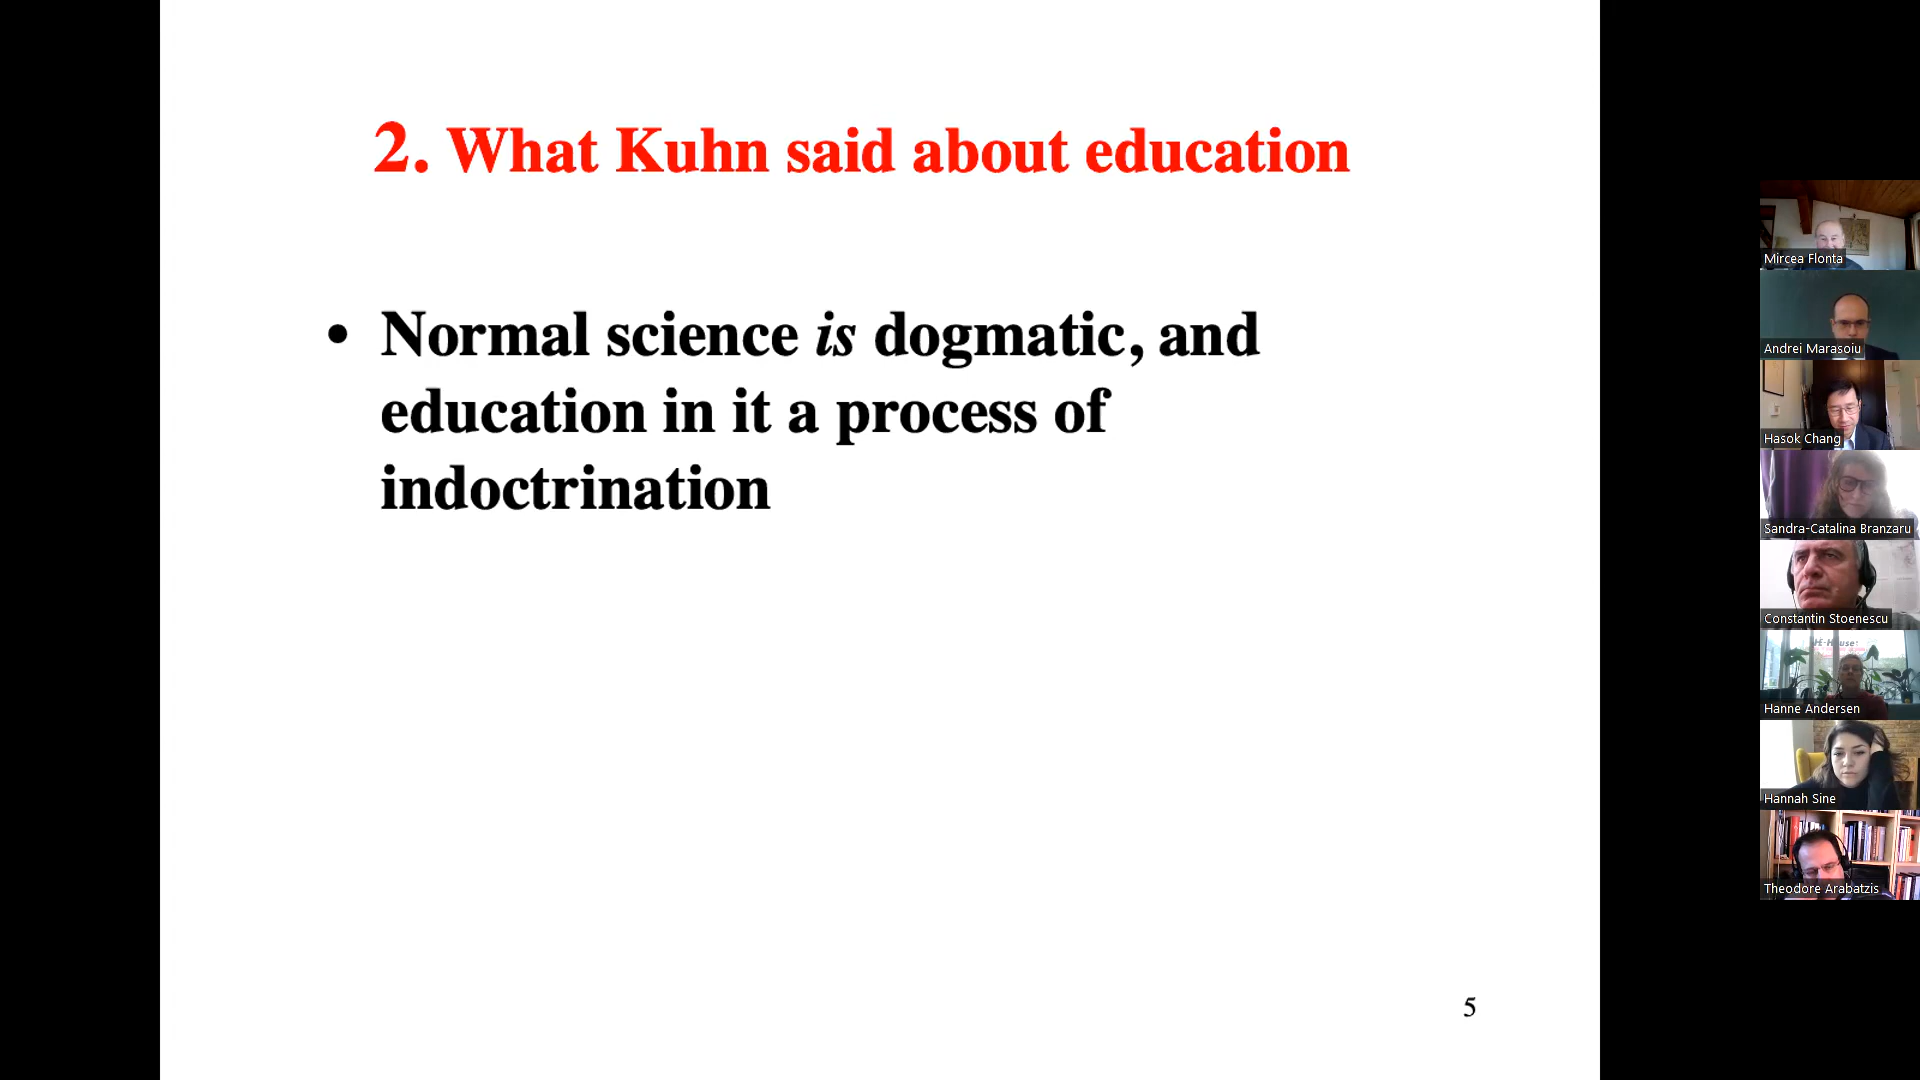 2. What Kuhn said about education
• Normal science is dogmatic, and
education in it a process of
indoctrination
5
Mircea Flonta
Andrei Marasoiu
Hasok Chang
Sandra-Catalina Branzaru
Constantin Stoenescu
Hanne Andersen
Hannah Sine
Theodore Arabatzis